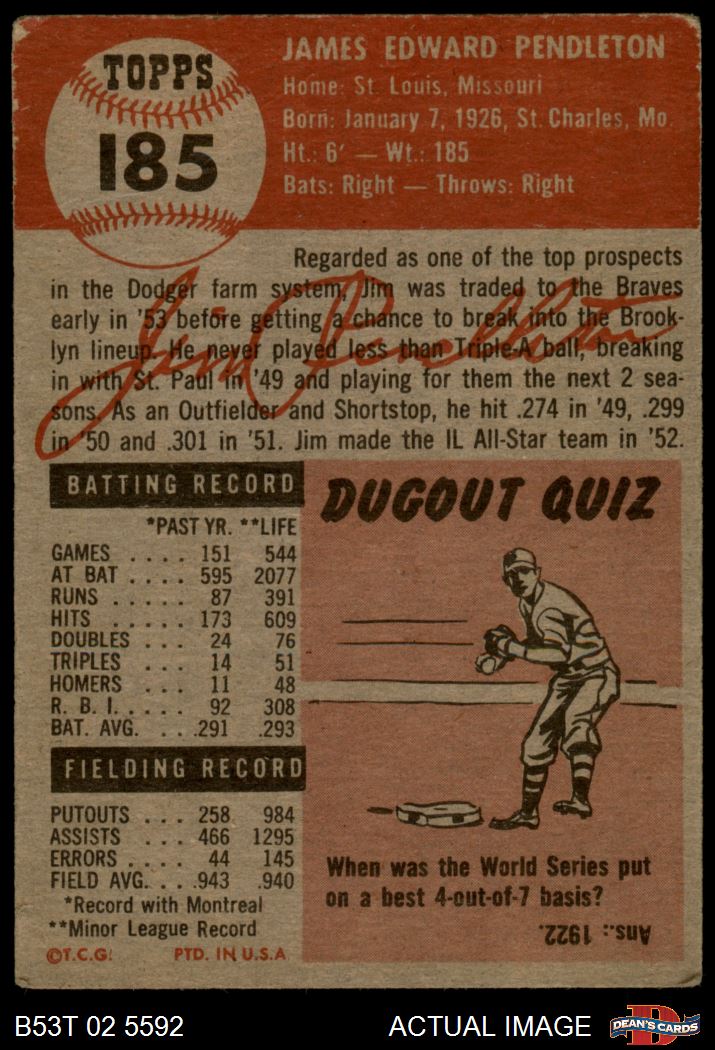 TOPPS
185
JAMES EDWARD PENDLETON
Home: St. Louis, Missouri
Born: January 7, 1926, St. Charles, Mo.
Ht.: 6' — Wt.: 185
Bats: Right — Throws: Right
Regarded as one of the top prospects
in the Dodger farm system, Jim was traded to the Braves
early in '53 before getting a chance to break into the Brook-
lyn lineup. He never played less than Triple-A ball, breaking
in with St. Paul in '49 and playing for them the next 2 sea-
sons. As an Outfielder and Shortstop, he hit .274 in '49, .299
in '50 and .301 in '51. Jim made the IL All-Star team in '52.
Jim Pendleton
BATTING RECORD
*PAST YR. **LIFE
GAMES . . . . 151 544
AT BAT . . . . 595 2077
RUNS . . . . . 87 391
HITS . . . . . 173 609
DOUBLES . . . 24 76
TRIPLES . . . 14 51
HOMERS . . . 11 48
R. B. I. . . . . 92 308
BAT. AVG. . . .291 .293
FIELDING RECORD
PUTOUTS . . . 258 984
ASSISTS . . . 466 1295
ERRORS . . . 44 145
FIELD AVG. . . .943 .940
*Record with Montreal
**Minor League Record
©T.C.G. PTD. IN U.S.A
DUGOUT QUIZ
B
When was the World Series put
on a best 4-out-of-7 basis?
Ans.: 1922.
B53T 02 5592 ACTUAL IMAGE
D
DEAN'S CARDS